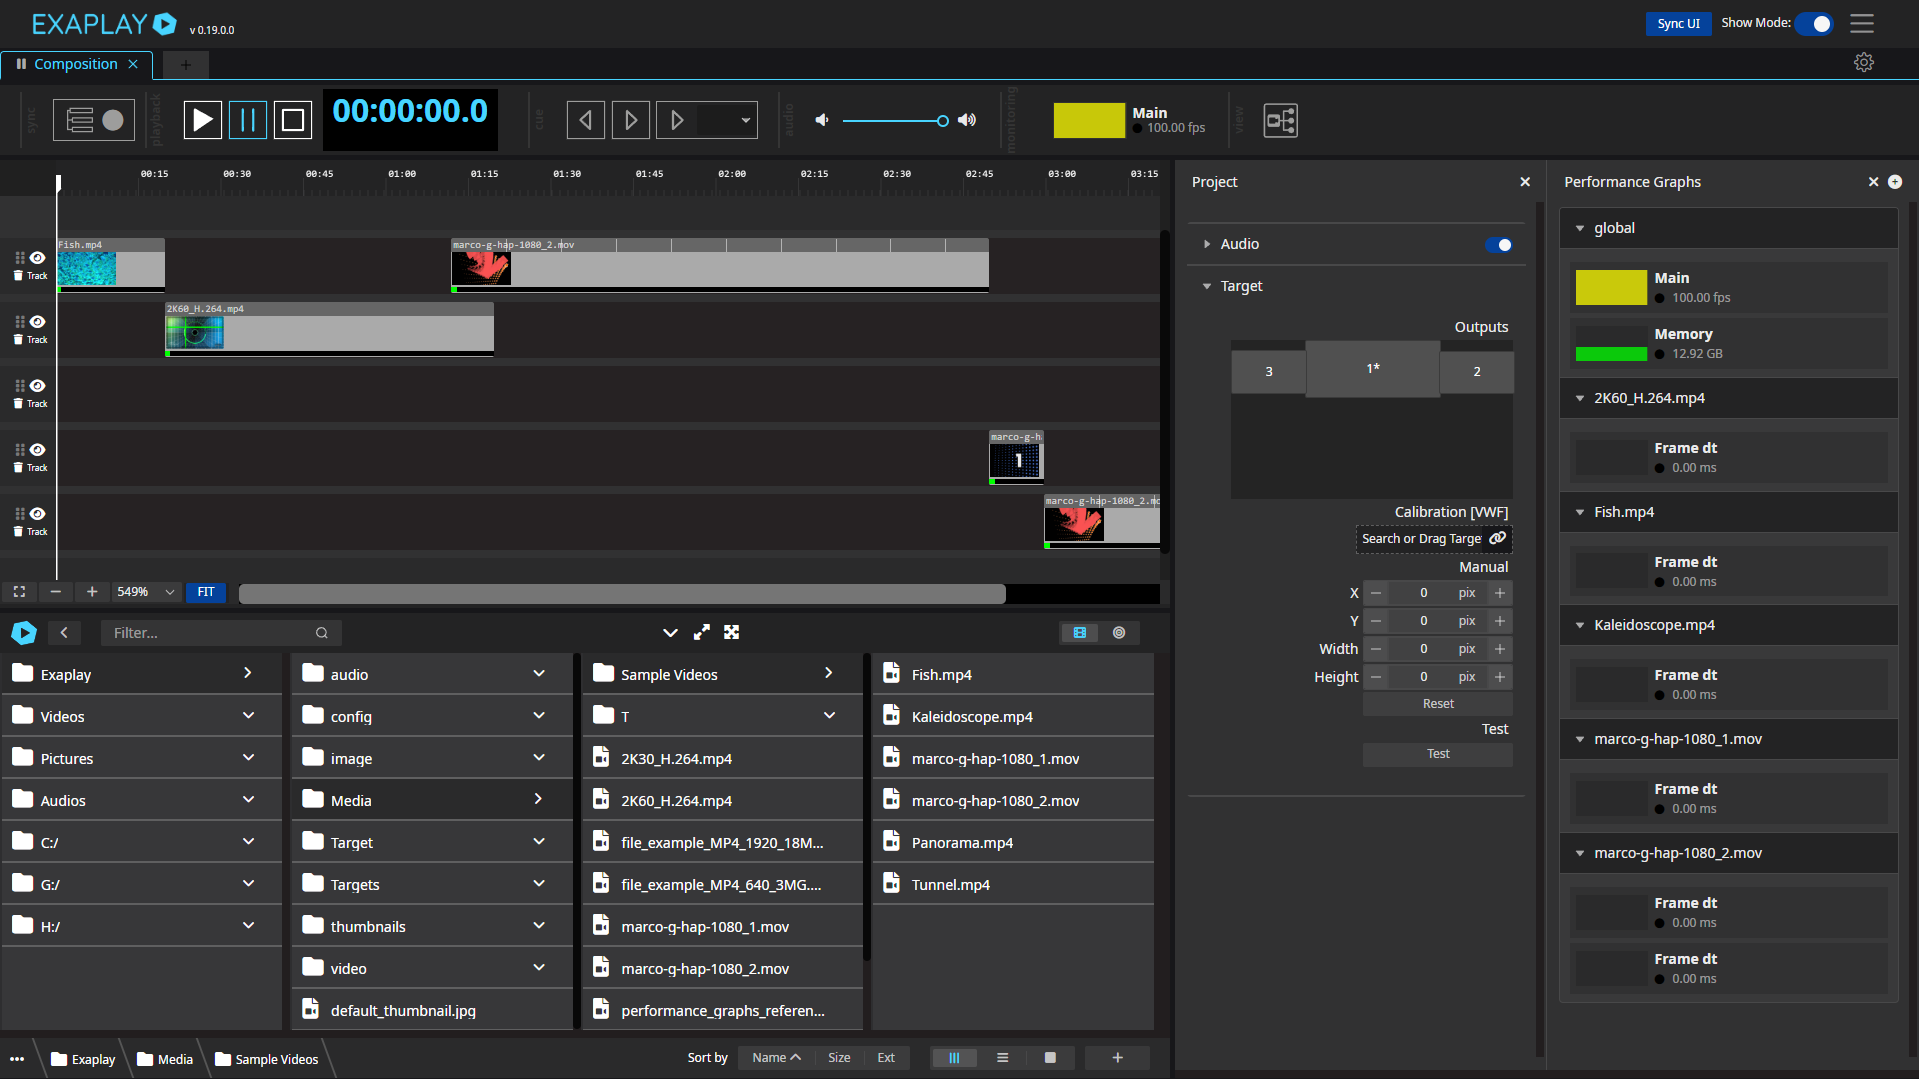 EXAPLAY
v 0.19.0.0
Sync UI
Show Mode:
Composition
sync
playback
00:00:00.0
cue
audio
monitoring
Main
100.00 fps
view
00:15 00:30 00:45 01:00 01:15 01:30 01:45 02:00 02:15 02:30 02:45 03:00 03:15
Fish.mp4
marco-g-hap-1080_2.mov
Track
2K60_H.264.mp4
Track
Track
marco-g-h
1
Track
marco-g-hap-1080_2.mo
Track
549%
FIT
Filter...
Exaplay
Videos
Pictures
Audios
C:/
G:/
H:/
audio
config
image
Media
Target
Targets
thumbnails
video
default_thumbnail.jpg
Sample Videos
T
2K30_H.264.mp4
2K60_H.264.mp4
file_example_MP4_1920_18M...
file_example_MP4_640_3MG....
marco-g-hap-1080_1.mov
marco-g-hap-1080_2.mov
performance_graphs_referen...
Fish.mp4
Kaleidoscope.mp4
marco-g-hap-1080_1.mov
marco-g-hap-1080_2.mov
Panorama.mp4
Tunnel.mp4
Exaplay Media Sample Videos
Sort by Name Size Ext
Project
Audio
Target
Outputs
3 1* 2
Calibration [VWF]
Search or Drag Targe
Manual
X 0 pix
Y 0 pix
Width 0 pix
Height 0 pix
Reset
Test
Test
Performance Graphs
global
Main
100.00 fps
Memory
12.92 GB
2K60_H.264.mp4
Frame dt
0.00 ms
Fish.mp4
Frame dt
0.00 ms
Kaleidoscope.mp4
Frame dt
0.00 ms
marco-g-hap-1080_1.mov
Frame dt
0.00 ms
marco-g-hap-1080_2.mov
Frame dt
0.00 ms
Frame dt
0.00 ms